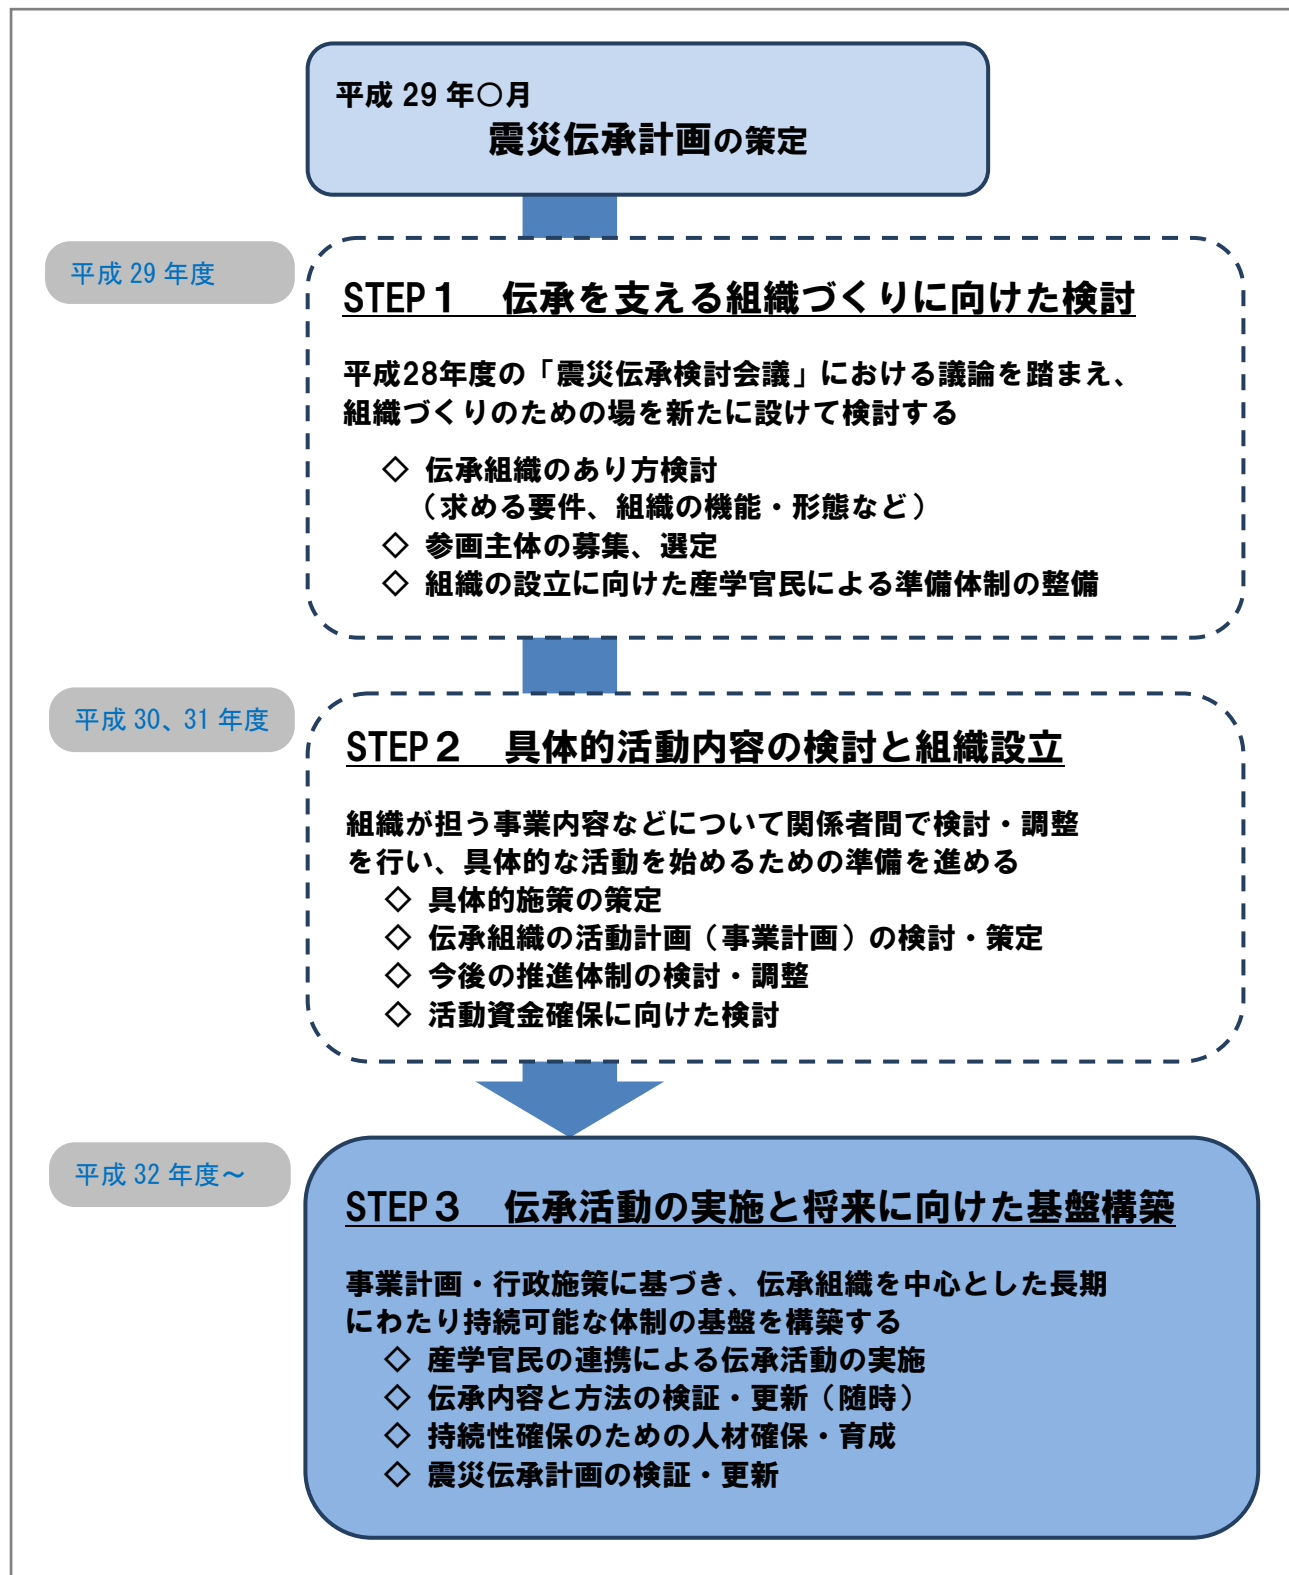 平成 29 年○月
震災伝承計画の策定
平成 29 年度
STEP１　伝承を支える組織づくりに向けた検討
平成28年度の「震災伝承検討会議」における議論を踏まえ、
組織づくりのための場を新たに設けて検討する
◇ 伝承組織のあり方検討
（求める要件、組織の機能・形態など）
◇ 参画主体の募集、選定
◇ 組織の設立に向けた産学官民による準備体制の整備
平成 30、31 年度
STEP２　具体的活動内容の検討と組織設立
組織が担う事業内容などについて関係者間で検討・調整
を行い、具体的な活動を始めるための準備を進める
◇ 具体的施策の策定
◇ 伝承組織の活動計画（事業計画）の検討・策定
◇ 今後の推進体制の検討・調整
◇ 活動資金確保に向けた検討
平成 32 年度～
STEP３　伝承活動の実施と将来に向けた基盤構築
事業計画・行政施策に基づき、伝承組織を中心とした長期
にわたり持続可能な体制の基盤を構築する
◇ 産学官民の連携による伝承活動の実施
◇ 伝承内容と方法の検証・更新（随時）
◇ 持続性確保のための人材確保・育成
◇ 震災伝承計画の検証・更新